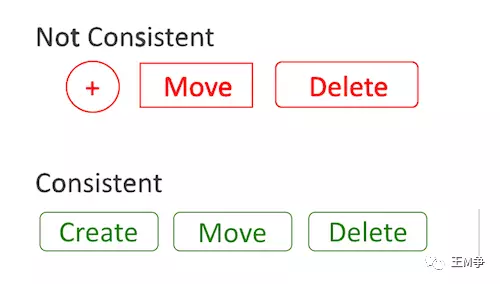 Not Consistent
+ Move Delete
Consistent
Create Move Delete
王M争